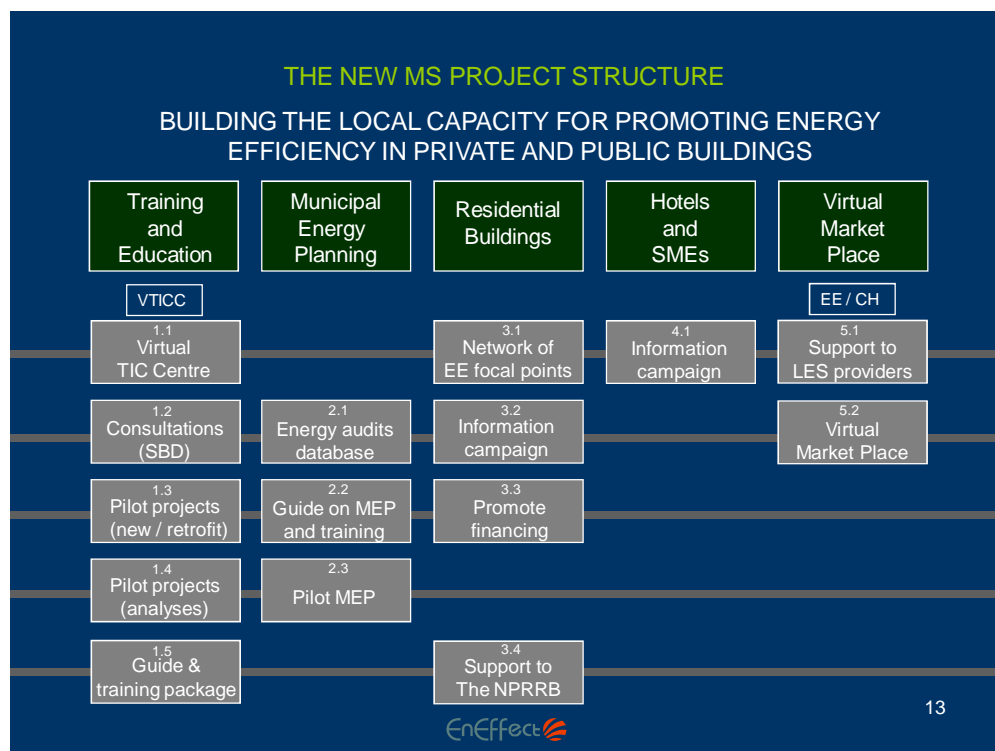 THE NEW MS PROJECT STRUCTURE
BUILDING THE LOCAL CAPACITY FOR PROMOTING ENERGY
EFFICIENCY IN PRIVATE AND PUBLIC BUILDINGS
Training
and
Education
Municipal
Energy
Planning
Residential
Buildings
Hotels
and
SMEs
Virtual
Market
Place
VTICC
EE / CH
1.1
Virtual
TIC Centre
3.1
Network of
EE focal points
4.1
Information
campaign
5.1
Support to
LES providers
1.2
Consultations
(SBD)
2.1
Energy audits
database
3.2
Information
campaign
5.2
Virtual
Market Place
1.3
Pilot projects
(new / retrofit)
2.2
Guide on MEP
and training
3.3
Promote
financing
1.4
Pilot projects
(analyses)
2.3
Pilot MEP
1.5
Guide &
training package
3.4
Support to
The NPRRB
13
EnEffect